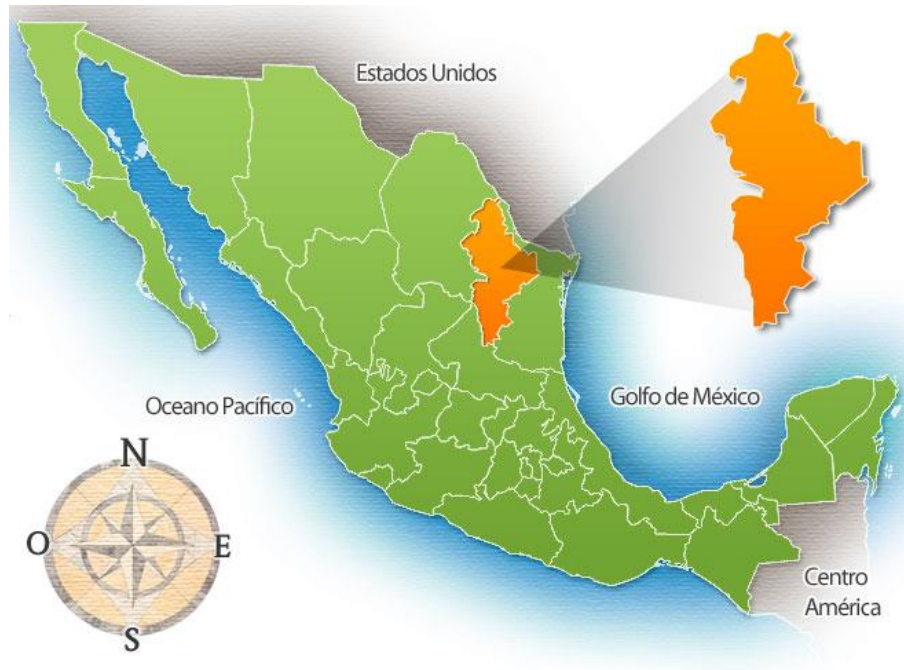 Estados Unidos
Oceano Pacífico
Golfo de México
N
O
E
S
Centro
América